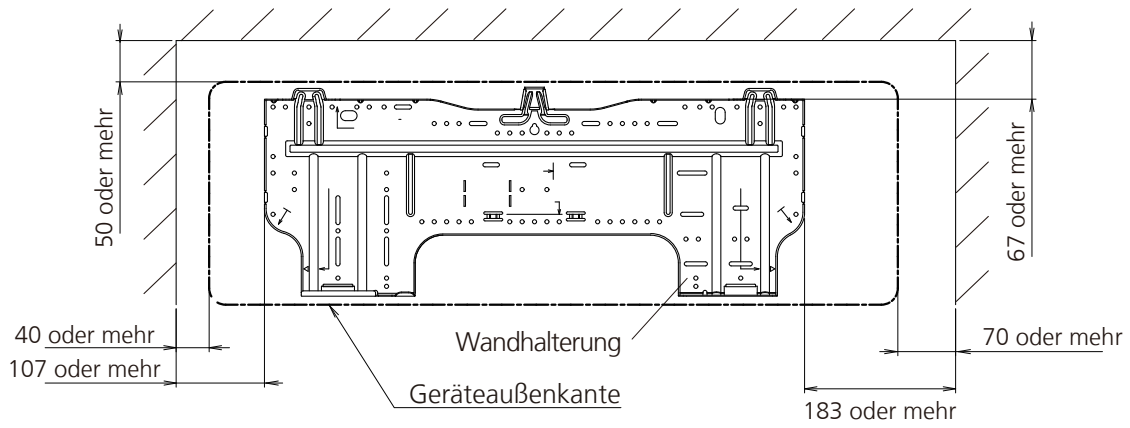 50 oder mehr
67 oder mehr
40 oder mehr
107 oder mehr
Wandhalterung
Geräteaußenkante
70 oder mehr
183 oder mehr